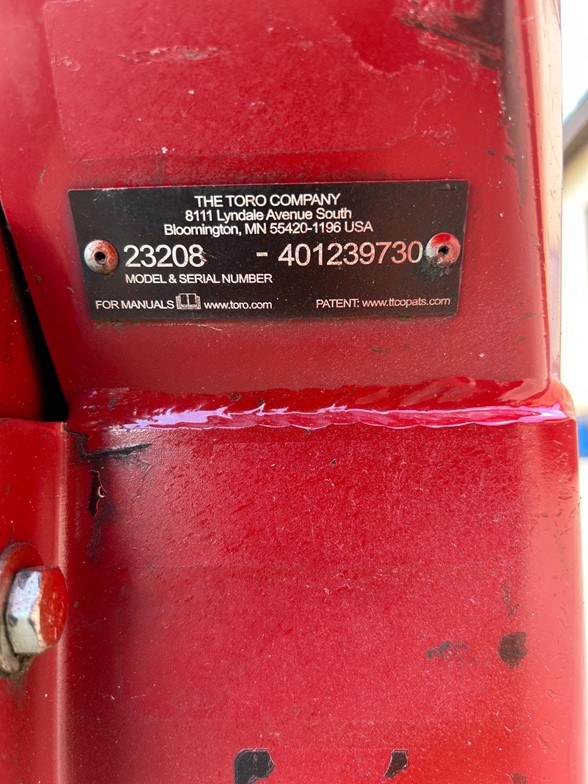 THE TORO COMPANY
8111 Lyndale Avenue South
Bloomington, MN 55420-1196 USA
23208 - 401239730
MODEL & SERIAL NUMBER
FOR MANUALS www.toro.com PATENT: www.ttcopats.com